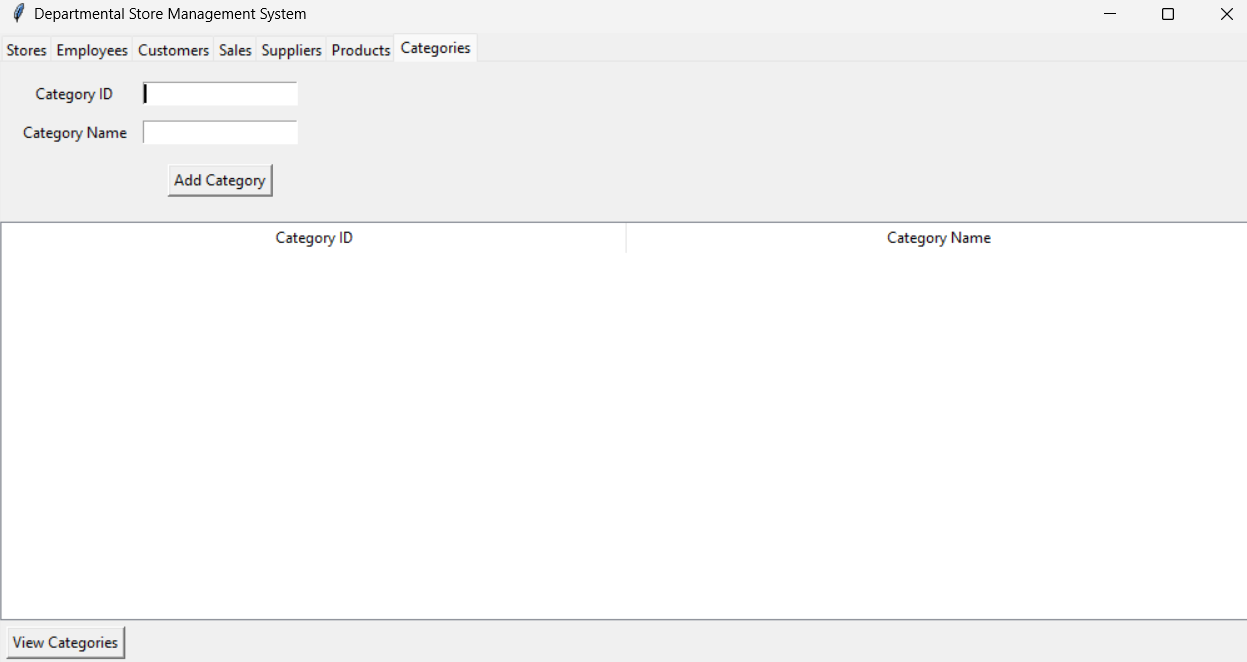 Departmental Store Management System
Stores Employees Customers Sales Suppliers Products Categories
Category ID
Category Name
Add Category
Category ID Category Name
View Categories